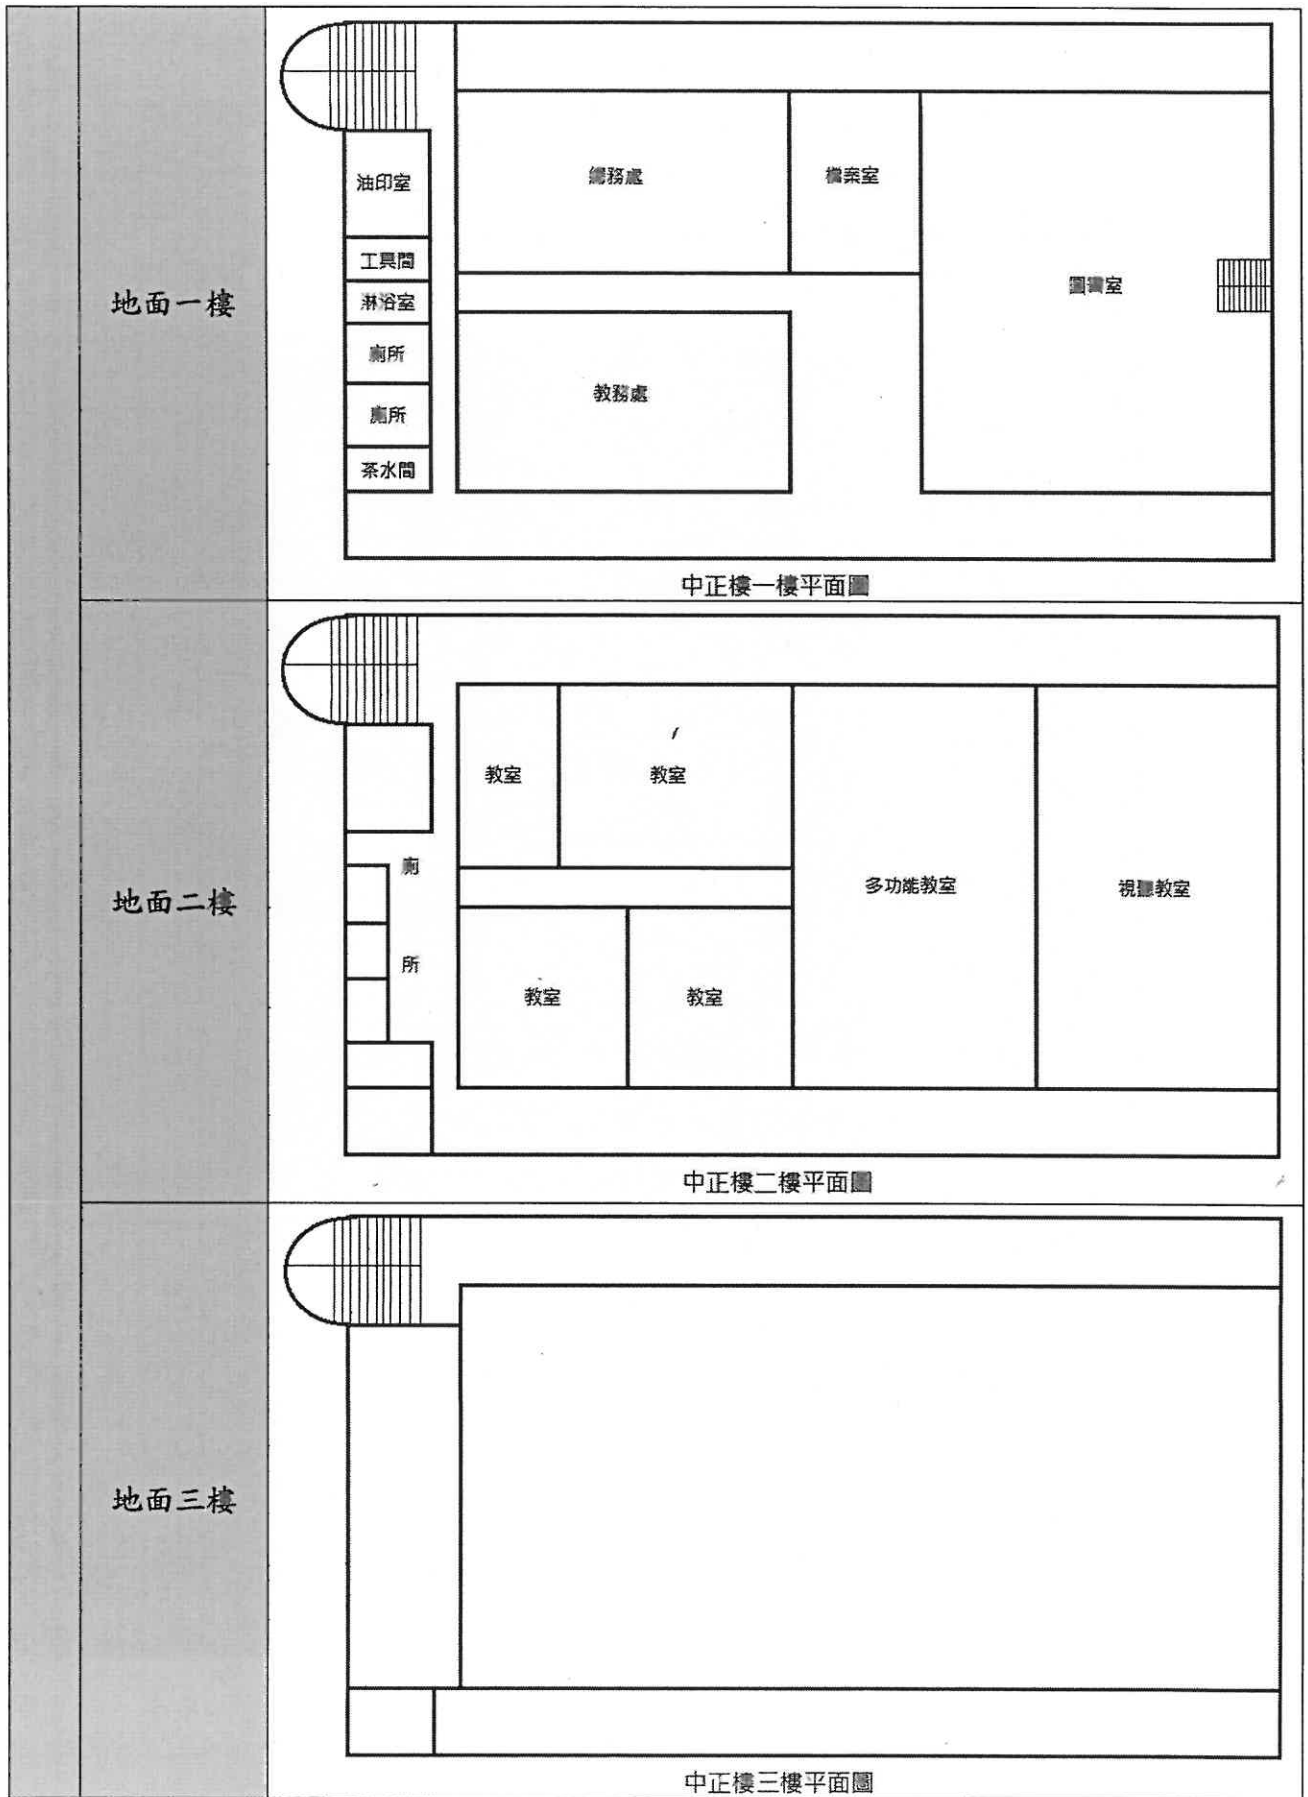 地面一樓
油印室
總務處
檔案室
工具間
淋浴室
圖書室
廁所
教務處
廁所
茶水間
中正樓一樓平面圖
地面二樓
教室
教室
廁
所
多功能教室
視聽教室
教室
教室
中正樓二樓平面圖
地面三樓
中正樓三樓平面圖